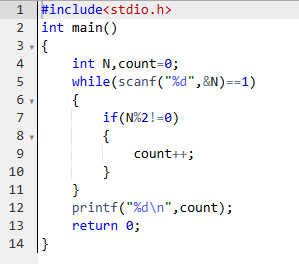 1 #include<stdio.h>
2 int main()
3 {
4     int N,count=0;
5     while(scanf("%d",&N)==1)
6     {
7         if(N%2!=0)
8         {
9             count++;
10         }
11     }
12     printf("%d\n",count);
13     return 0;
14 }